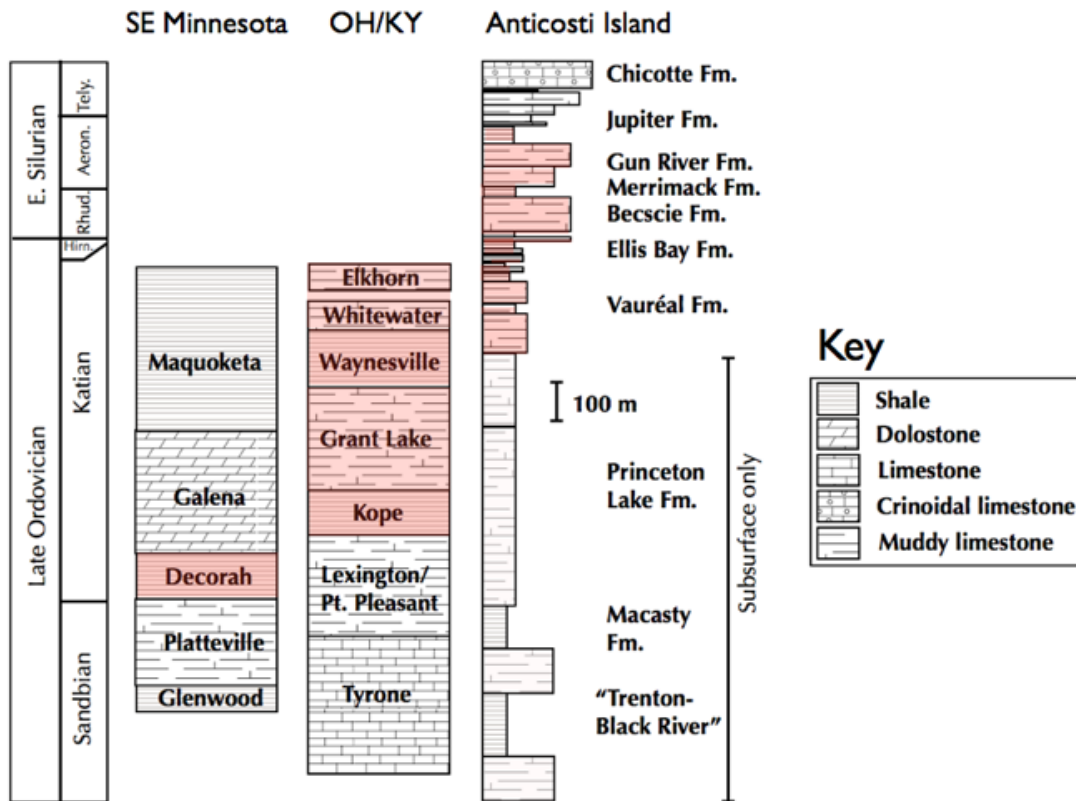 SE Minnesota
OH/KY
Anticosti Island
E. Silurian
Late Ordovician
Tely.
Aeron.
Rhud.
Hirn.
Katian
Sandbian
Maquoketa
Galena
Decorah
Platteville
Glenwood
Elkhorn
Whitewater
Waynesville
Grant Lake
Kope
Lexington/
Pt. Pleasant
Tyrone
Chicotte Fm.
Jupiter Fm.
Gun River Fm.
Merrimack Fm.
Becscie Fm.
Ellis Bay Fm.
Vauréal Fm.
100 m
Princeton
Lake Fm.
Macasty
Fm.
“Trenton-
Black River”
Subsurface only
Key
Shale
Dolostone
Limestone
Crinoidal limestone
Muddy limestone